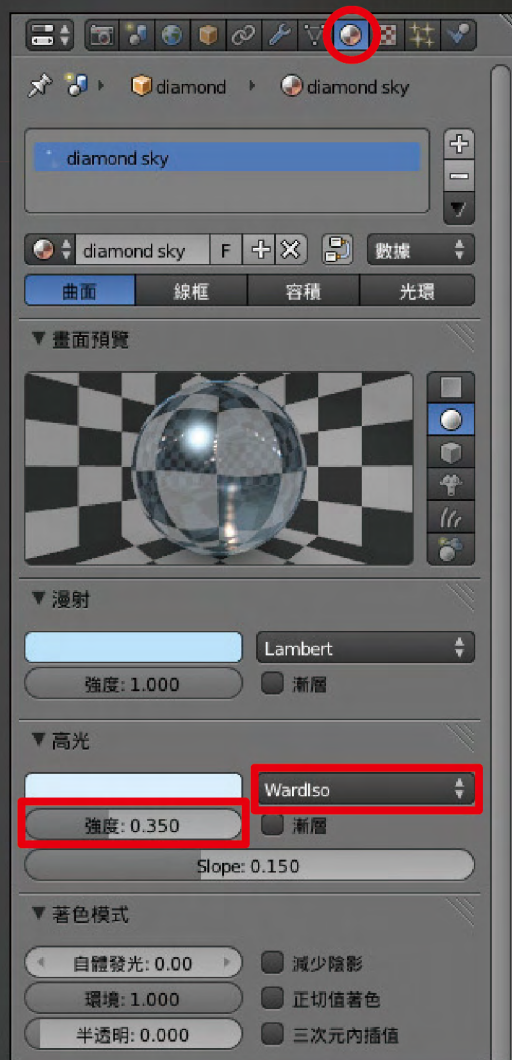 diamond diamond sky
diamond sky
diamond sky F 數據
曲面 線框 容積 光環
畫面預覽
漫射
Lambert
強度: 1.000 漸層
高光
WardIso
強度: 0.350 漸層
Slope: 0.150
著色模式
自體發光: 0.00 減少陰影
環境: 1.000 正切值著色
半透明: 0.000 三次元內插值